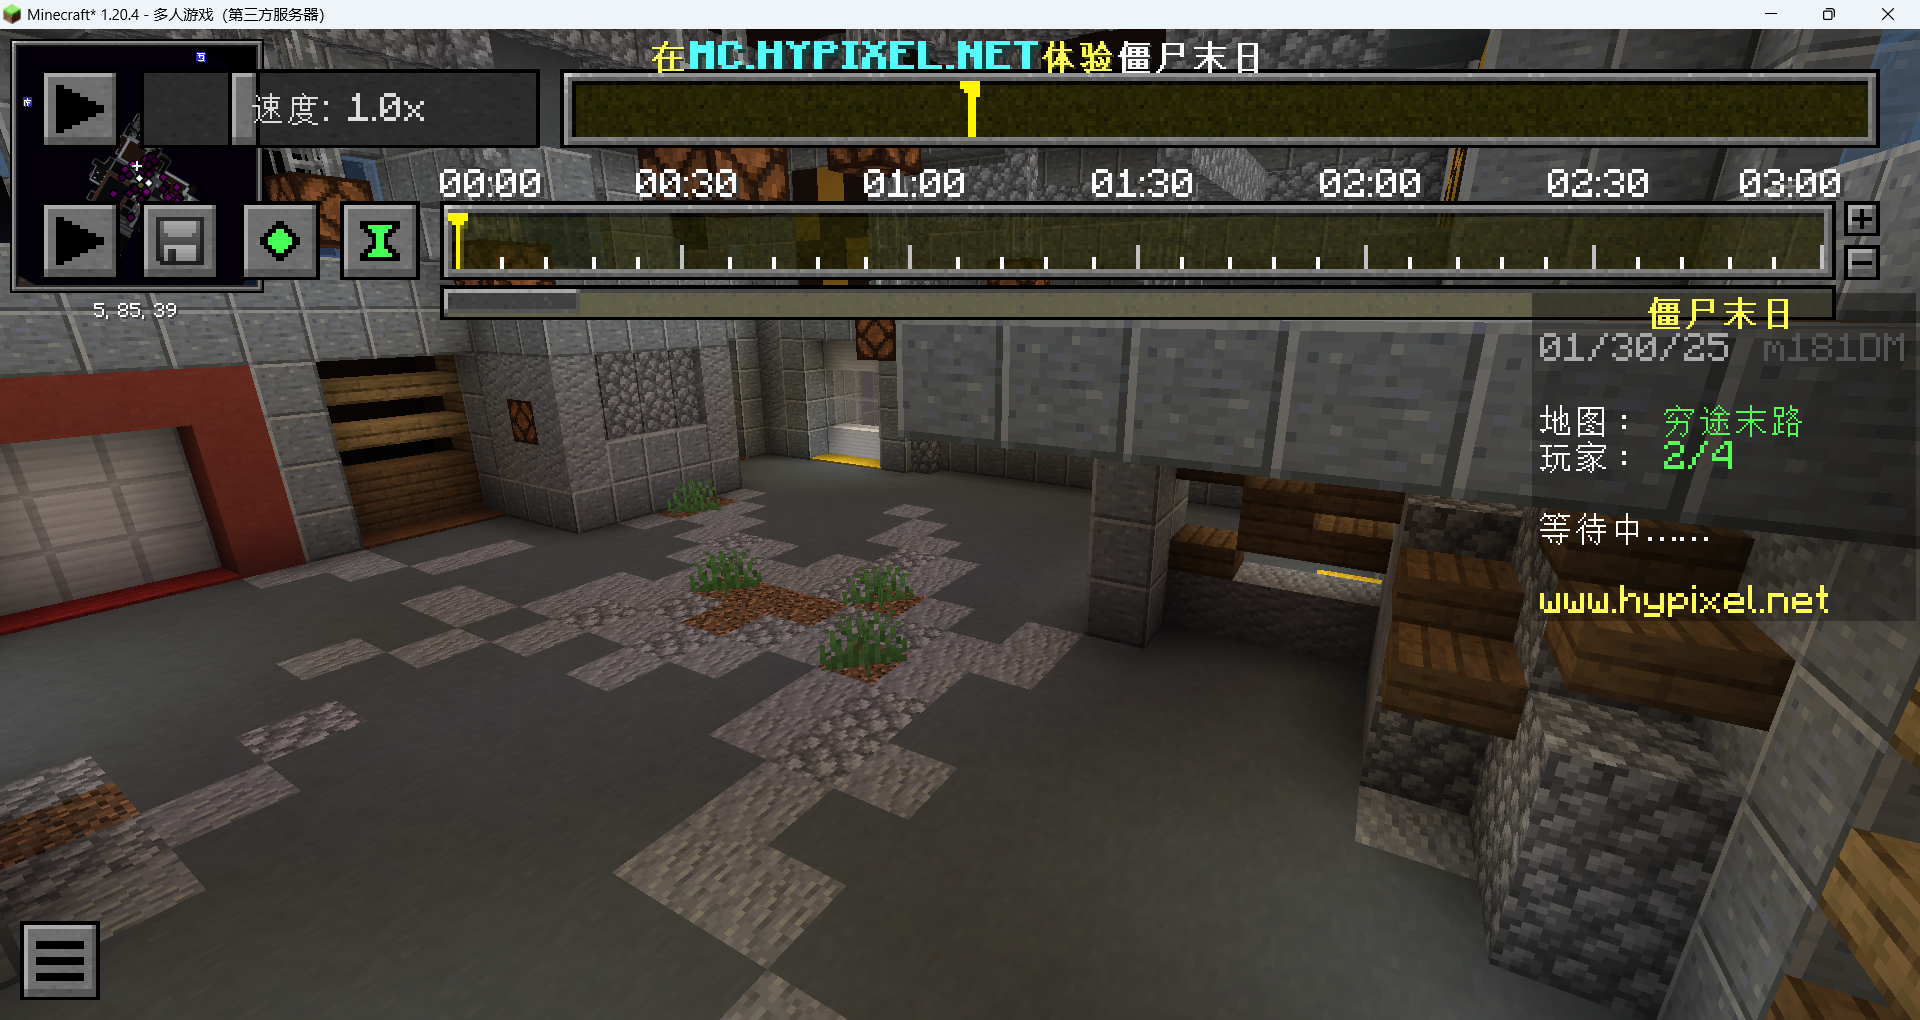 Minecraft* 1.20.4 - 多人游戏（第三方服务器）
在MC.HYPIXEL.NET体验僵尸末日
速度: 1.0x
00:00 00:30 01:00 01:30 02:00 02:30 03:00
5, 85, 39
僵尸末日
01/30/25 m181DM
地图： 穷途末路
玩家： 2/4
等待中……
www.hypixel.net